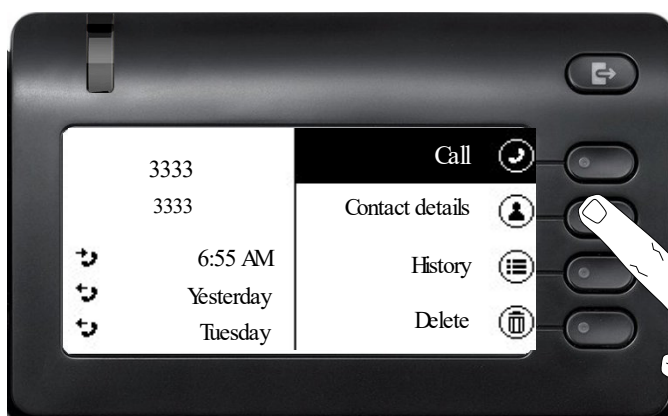 3333
3333
6:55 AM
Yesterday
Tuesday
Call
Contact details
History
Delete